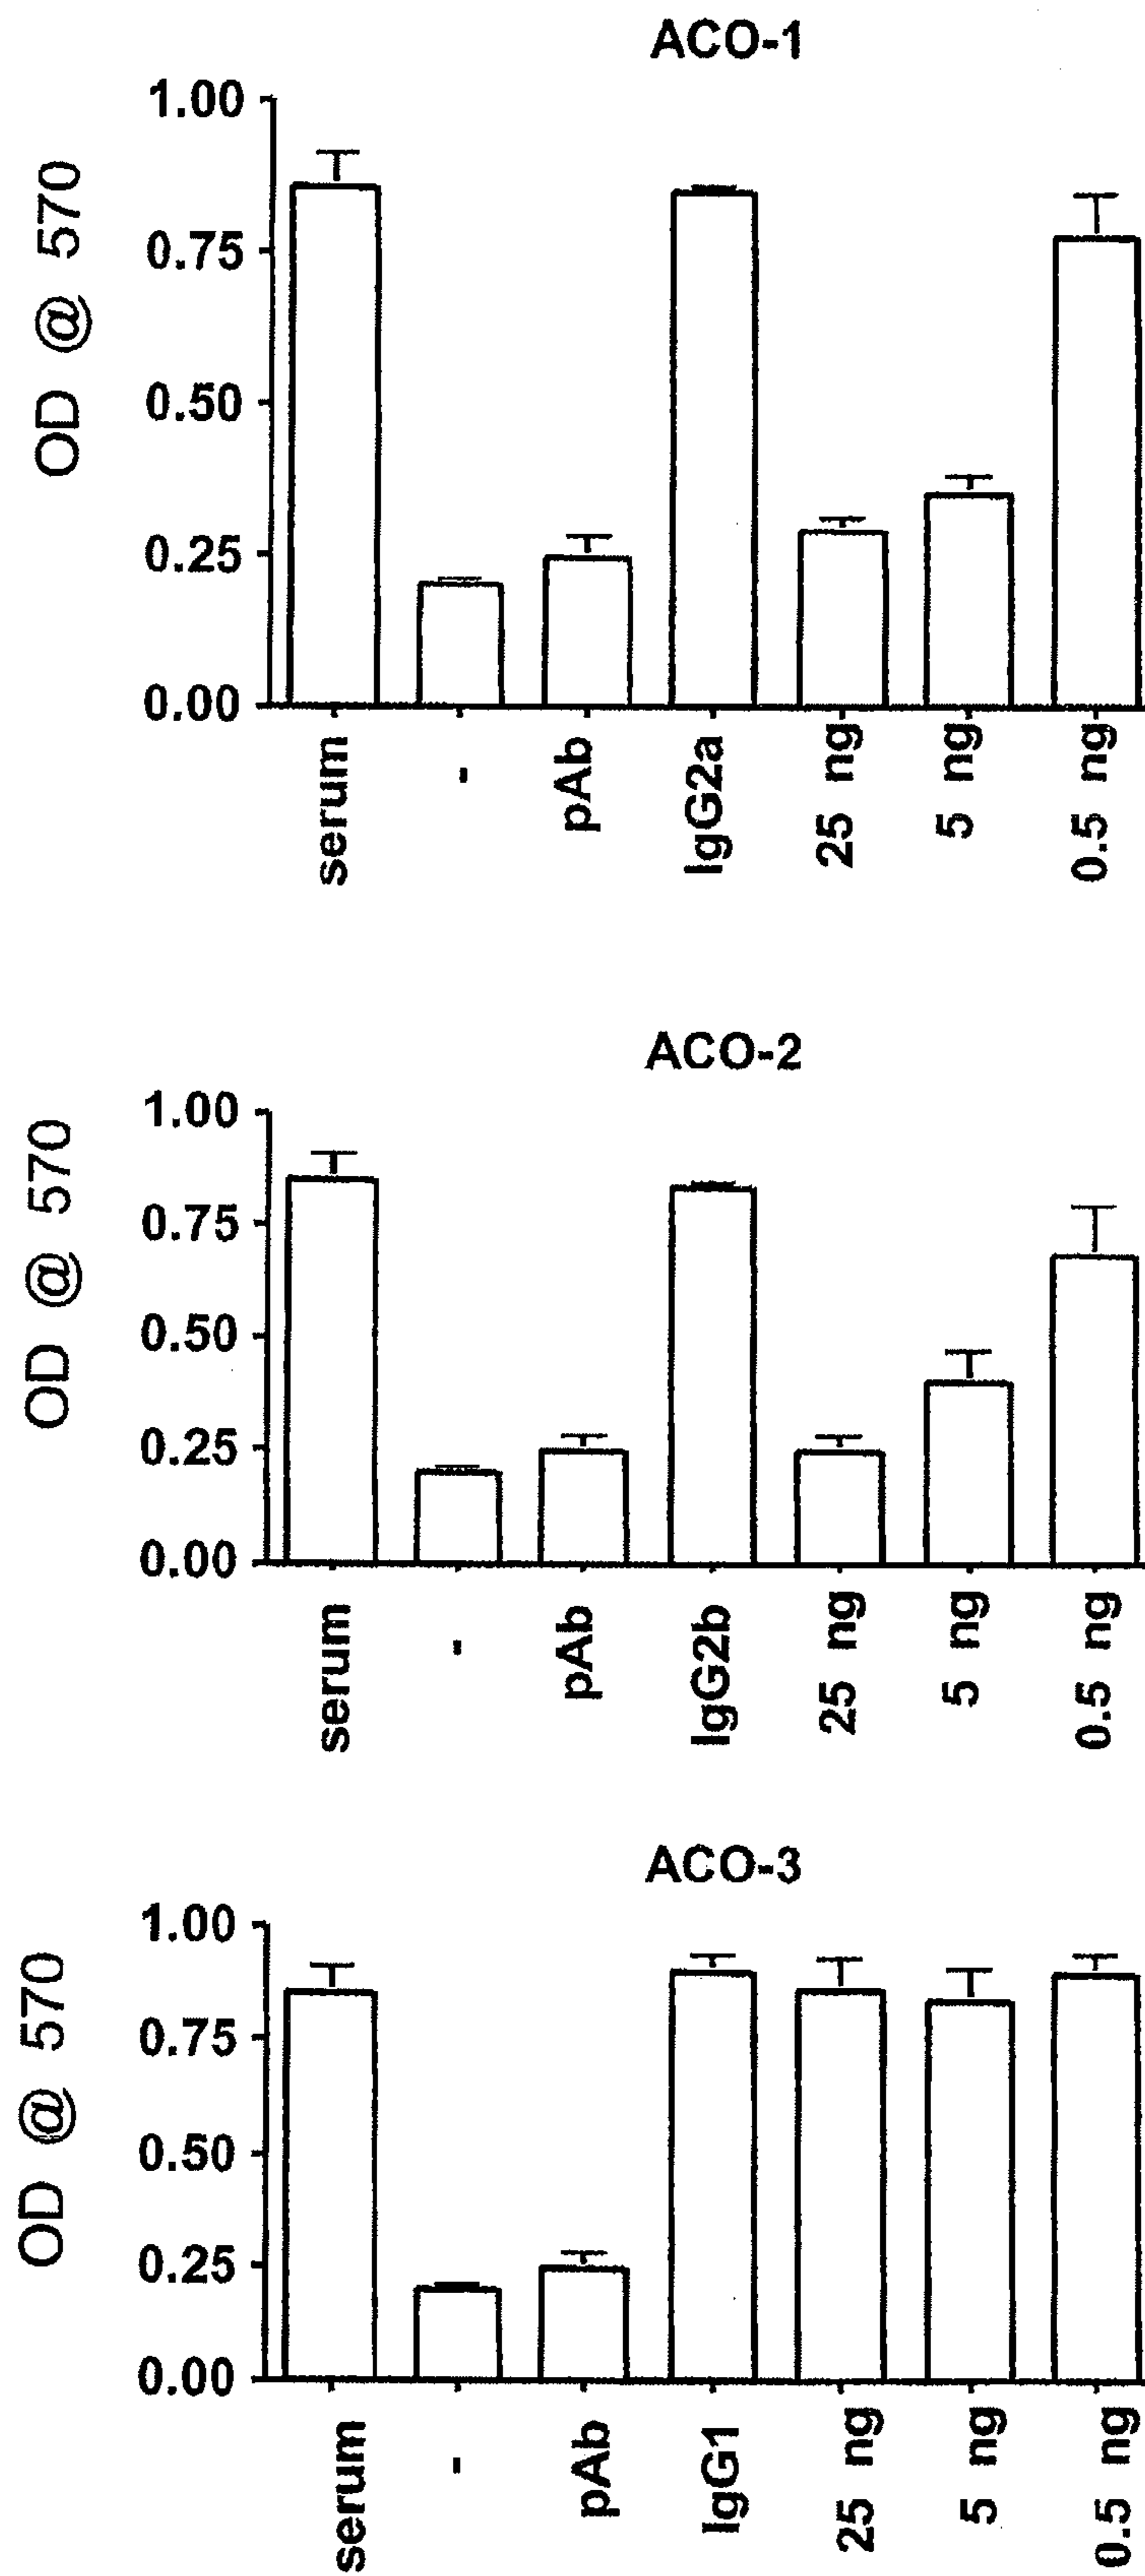 ACO-1
OD @ 570
1.00
0.75
0.50
0.25
0.00
serum
-
pAb
IgG2a
25 ng
5 ng
0.5 ng
ACO-2
OD @ 570
1.00
0.75
0.50
0.25
0.00
serum
-
pAb
IgG2b
25 ng
5 ng
0.5 ng
ACO-3
OD @ 570
1.00
0.75
0.50
0.25
0.00
serum
-
pAb
IgG1
25 ng
5 ng
0.5 ng